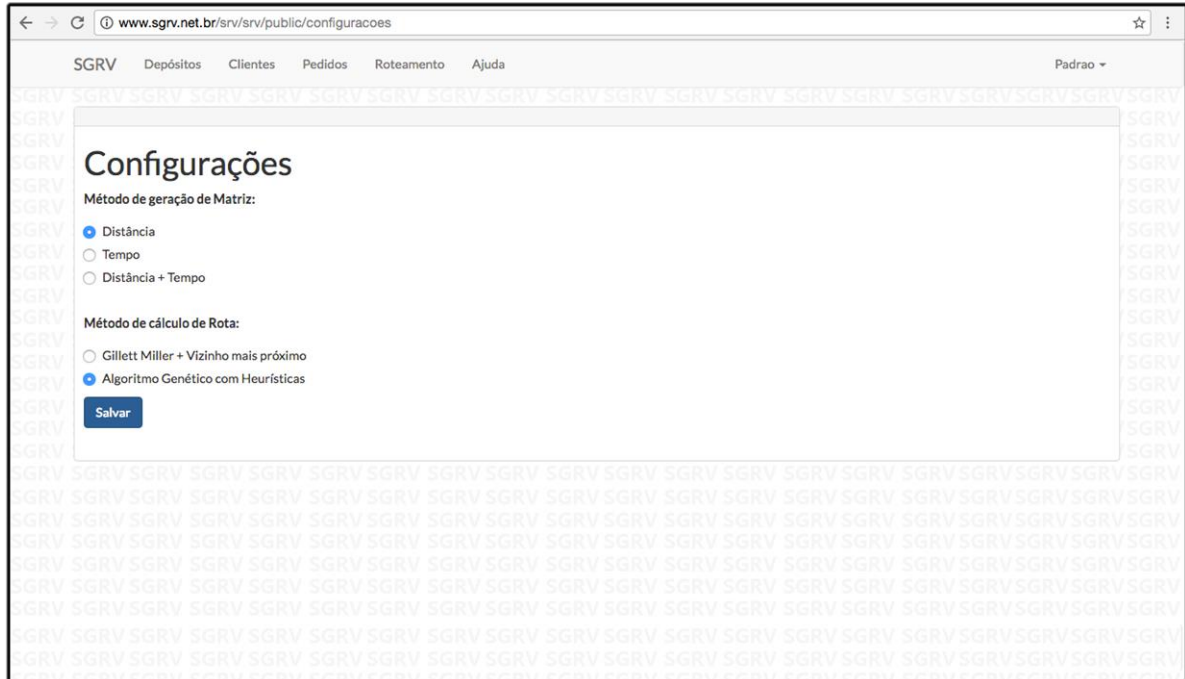 www.sgrv.net.br/srv/srv/public/configuracoes
SGRV Depósitos Clientes Pedidos Roteamento Ajuda Padrao
Configurações
Método de geração de Matriz:
Distância
Tempo
Distância + Tempo
Método de cálculo de Rota:
Gillett Miller + Vizinho mais próximo
Algoritmo Genético com Heurísticas
Salvar